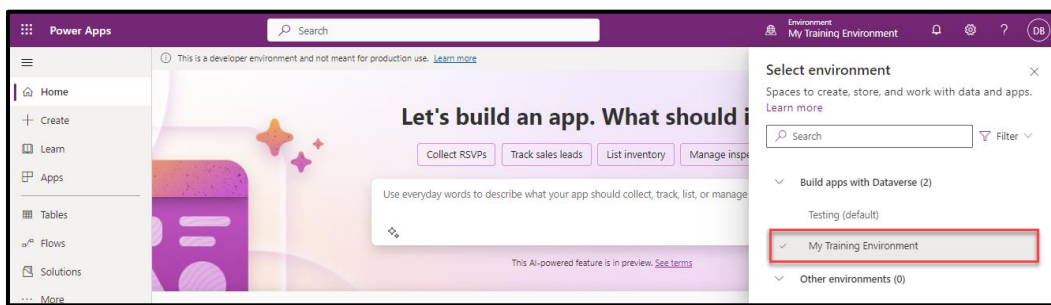 Power Apps
Search
Environment
My Training Environment
DB
This is a developer environment and not meant for production use. Learn more
Home
Create
Learn
Apps
Tables
Flows
Solutions
More
Let's build an app. What should i
Collect RSVPs
Track sales leads
List inventory
Manage inspe
Use everyday words to describe what your app should collect, track, list, or manage
This AI-powered feature is in preview. See terms
Select environment
Spaces to create, store, and work with data and apps.
Learn more
Search
Filter
Build apps with Dataverse (2)
Testing (default)
My Training Environment
Other environments (0)